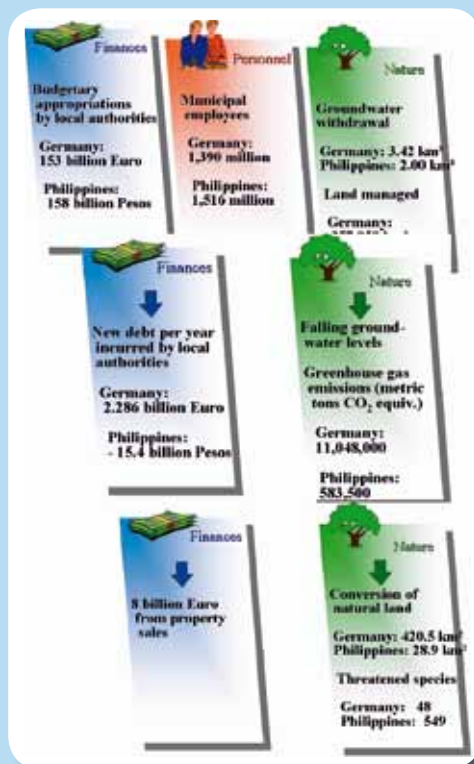 Finances
Budgetary
appropriations
by local authorities
Germany:
153 billion Euro
Philippines:
158 billion Pesos
Personnel
Municipal
employees
Germany:
1,390 million
Philippines:
1,516 million
Nature
Groundwater
withdrawal
Germany: 3.42 km³
Philippines: 2.00 km³
Land managed
Germany:
Finances
New debt per year
incurred by local
authorities
Germany:
2.286 billion Euro
Philippines:
- 15.4 billion Pesos
Nature
Falling ground-
water levels
Greenhouse gas
emissions (metric
tons CO₂ equiv.)
Germany:
11,048,000
Philippines:
583,500
Finances
8 billion Euro
from property
sales
Nature
Conversion of
natural land
Germany: 420.5 km²
Philippines: 28.9 km²
Threatened species
Germany: 48
Philippines: 549